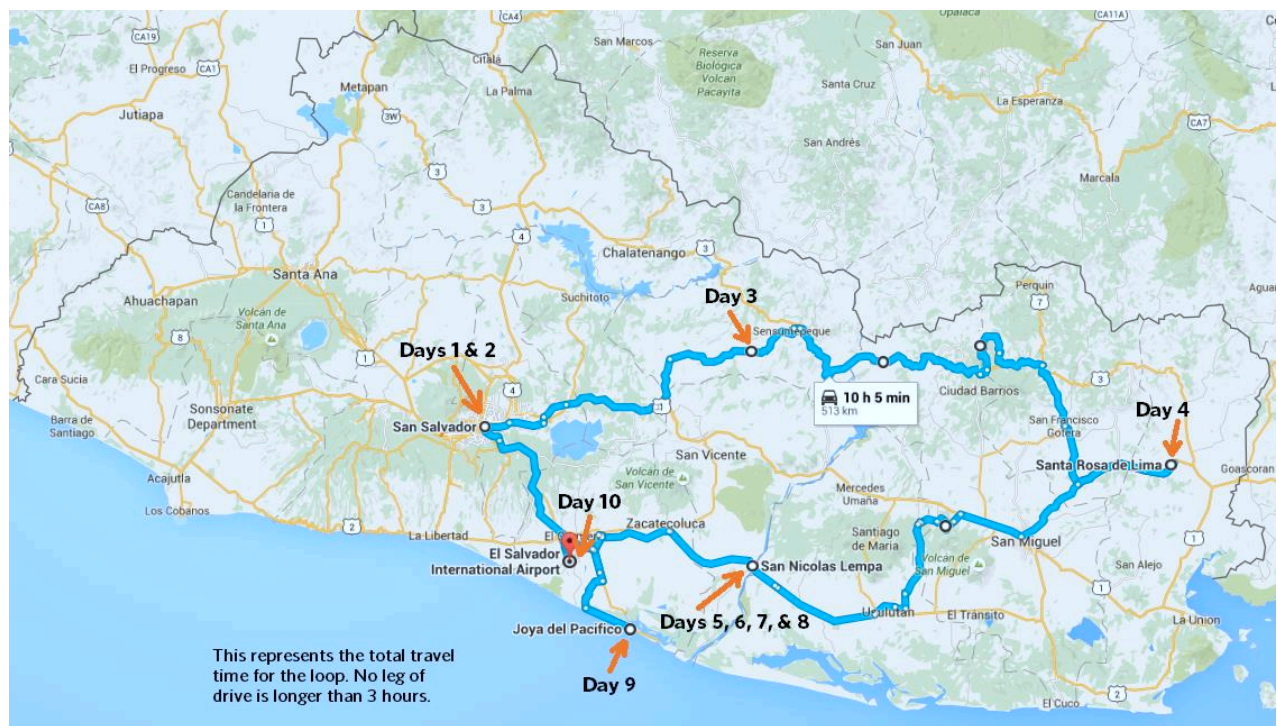 CA19
CA4
San Marcos
Opalaca
CA11A
El Progreso
CA1
Citalá
San Juan
Metapan
La Palma
Reserva
Biológica
Volcan
Pacayita
Santa Cruz
La Esperanza
Jutiapa
3W
CA7
San Andrés
3
Marcala
Candelaria de
la Frontera
CA8
1
3
4
3
Chalatenango
Santa Ana
Perquin
7
Aguan
Suchitoto
Day 3
Ahuachapan
Volcán de
Santa Ana
Sensuntepeque
8
Days 1 & 2
1
Cara Sucia
4
Ciudad Barrios
3
10 h 5 min
513 km
Day 4
Barra de
Santiago
Sonsonate
Department
San Salvador
San Francisco
Gotera
Santa Rosa de Lima
Goascoran
San Vicente
Volcán de
San Vicente
Acajutla
Mercedes
Umaña
Day 10
Los Cobanos
2
La Libertad
Zacatecoluca
Santiago
de Maria
San Miguel
El Salvador
International Airport
San Nicolas Lempa
Volcan de
San Miguel
San Alejo
1
Usulutan
El Tránsito
La Union
Joya del Pacifico
Days 5, 6, 7, & 8
This represents the total travel
time for the loop. No leg of
drive is longer than 3 hours.
Day 9
2
El Cuco